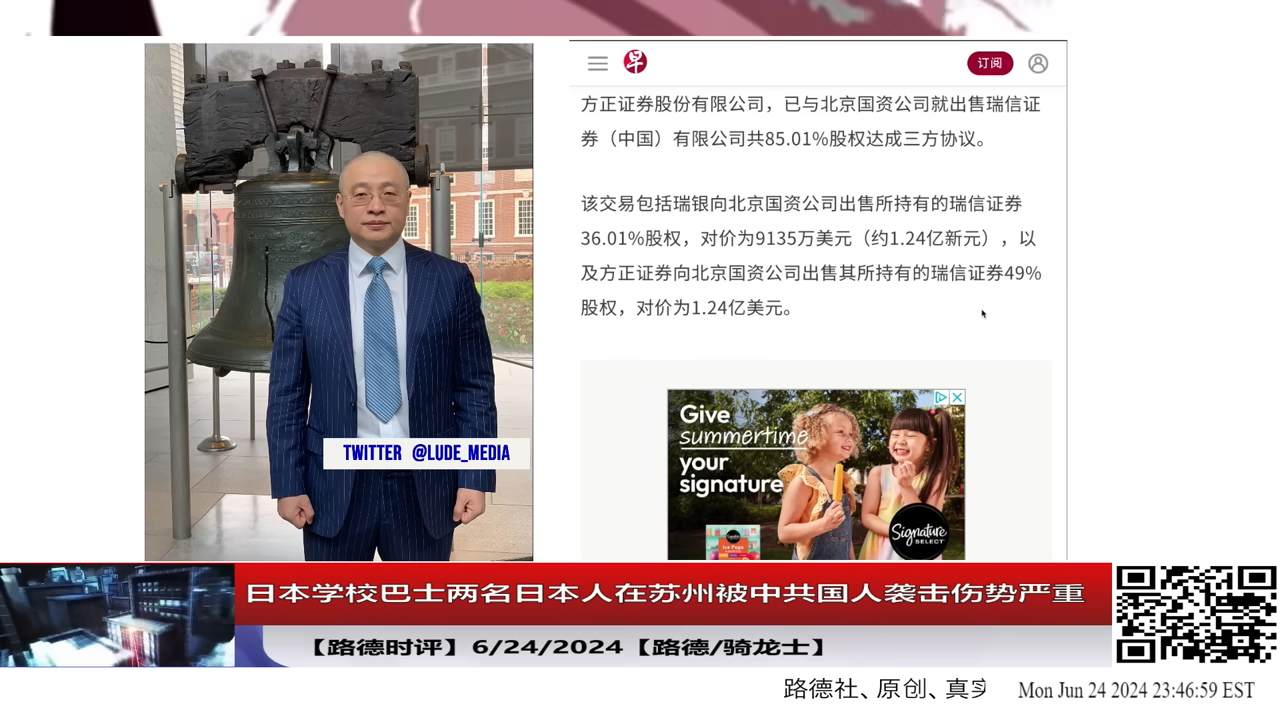 早
订阅
方正证券股份有限公司，已与北京国资公司就出售瑞信证
券（中国）有限公司共85.01%股权达成三方协议。
该交易包括瑞银向北京国资公司出售所持有的瑞信证券
36.01%股权，对价为9135万美元（约1.24亿新元），以
及方正证券向北京国资公司出售其所持有的瑞信证券49%
股权，对价为1.24亿美元。
Give
summertime
your
signature
Signature
SELECT
Ice Pops
TWITTER @LUDE_MEDIA
日本学校巴士两名日本人在苏州被中共国人袭击伤势严重
【路德时评】6/24/2024【路德/骑龙士】
路德社、原创、真实
Mon Jun 24 2024 23:46:59 EST